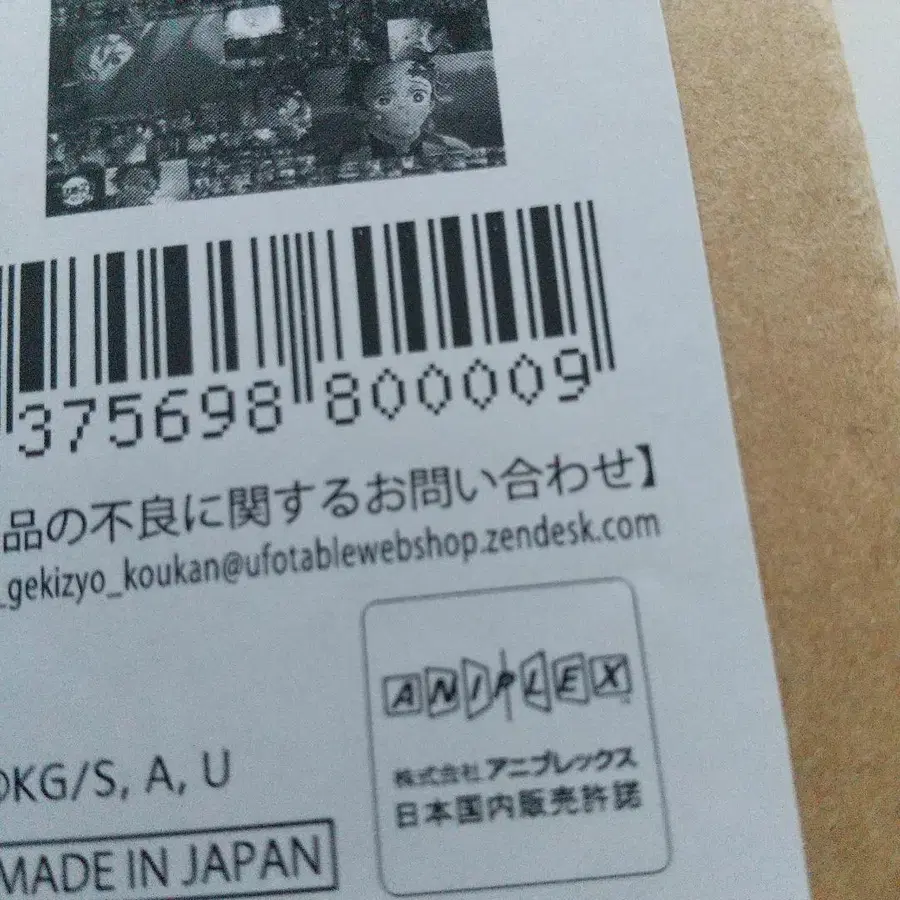 375698 800009
品の不良に関するお問い合わせ】
_gekizyo_koukan@ufotablewebshop.zendesk.com
ANIPLEX
株式会社アニプレックス
日本国内販売許諾
©KG/S, A, U
MADE IN JAPAN